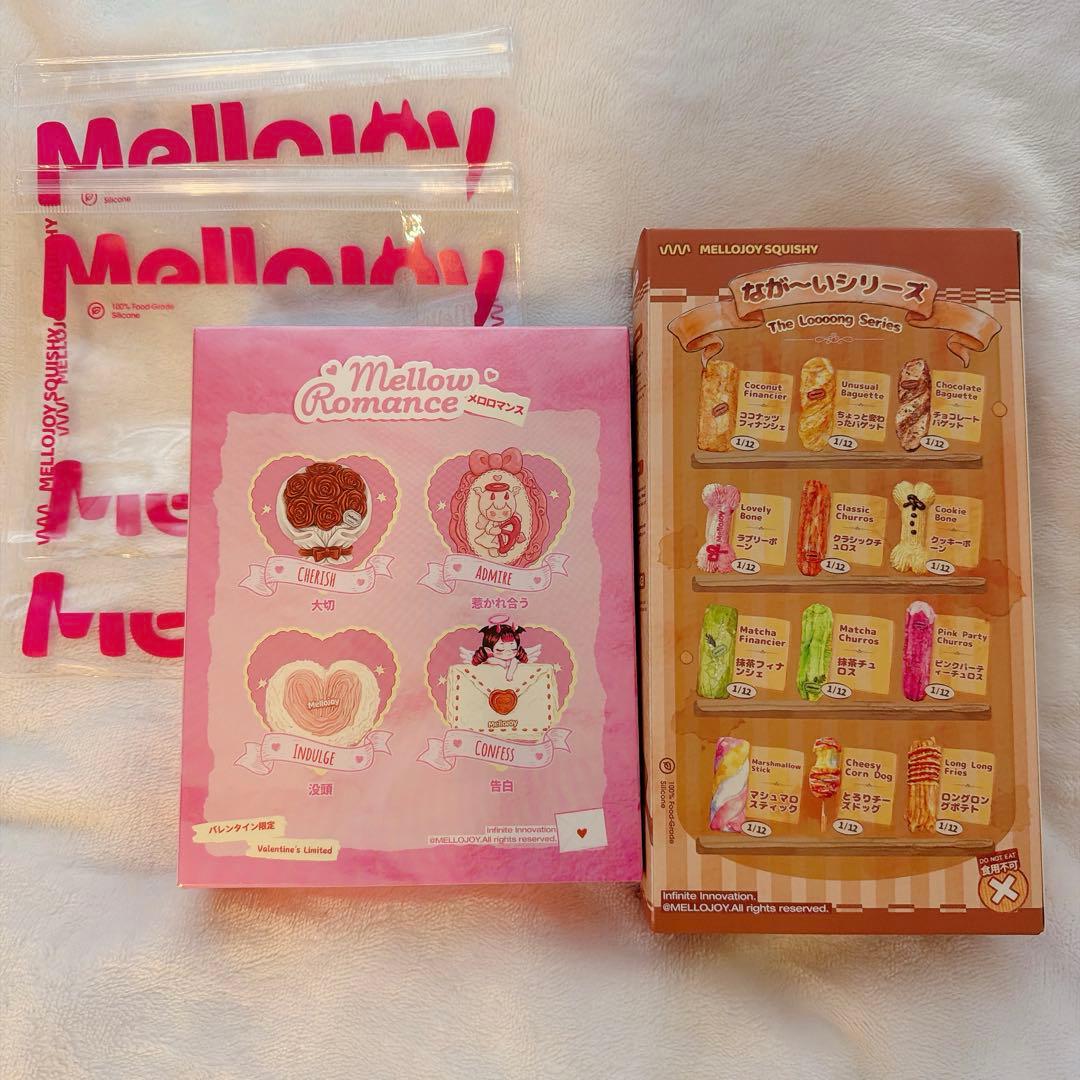 Mellojoy
Silicone
Mellojoy
100% Food-Grade
Silicone
MELLOJOY SQUISHY
Mellow
Romance
メロロマンス
CHERISH
大切
ADMIRE
惹かれ合う
Mellojoy
INDULGE
没頭
Mellojoy
CONFESS
告白
バレンタイン限定
Valentine's Limited
Infinite Innovation
@MELLOJOY.All rights reserved.
MELLOJOY SQUISHY
なが〜いシリーズ
The Loooong Series
Coconut
Financier
ココナッツ
フィナンシェ
1/12
Unusual
Baguette
ちょっと変わ
ったバゲット
1/12
Chocolate
Baguette
チョコレート
バゲット
1/12
Lovely
Bone
ラブリーボ
ーン
Mellojoy
1/12
Classic
Churros
クラシックチ
ュロス
1/12
Cookie
Bone
クッキーボ
ーン
1/12
Matcha
Financier
抹茶フィナ
ンシェ
1/12
Matcha
Churros
抹茶チュ
ロス
1/12
Pink Party
Churros
ピンクパーテ
ィーチュロス
1/12
Marshmallow
Stick
マシュマロ
スティック
1/12
Cheesy
Corn Dog
とろりチー
ズドッグ
1/12
Long Long
Fries
ロングロン
グポテト
1/12
100% Food-Grade
Silicone
DO NOT EAT
食用不可
Infinite Innovation.
@MELLOJOY.All rights reserved.